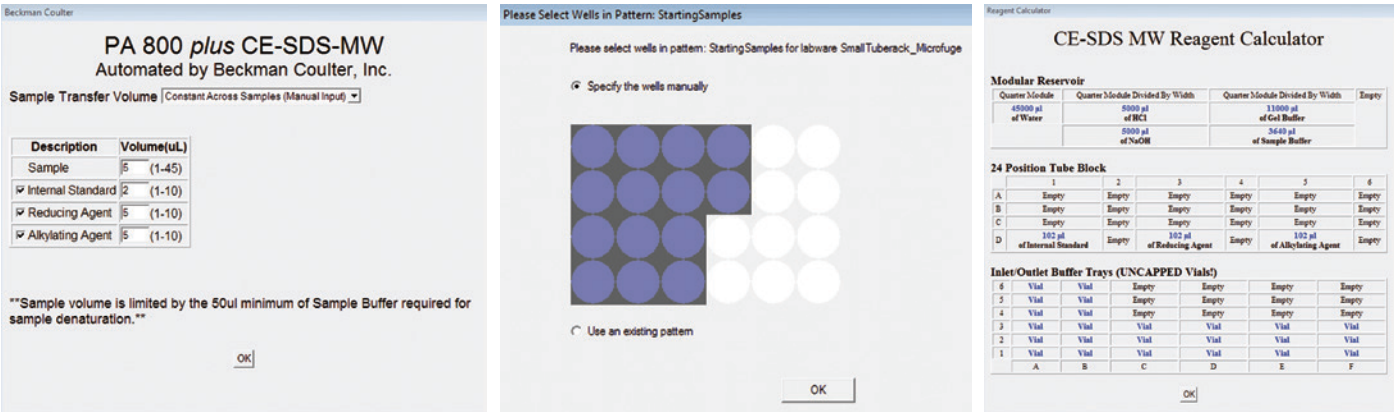 Beckman Coulter
PA 800 plus CE-SDS-MW
Automated by Beckman Coulter, Inc.
Sample Transfer Volume Constant Across Samples (Manual Input)
Description Volume(uL)
Sample 5 (1-45)
Internal Standard 2 (1-10)
Reducing Agent 5 (1-10)
Alkylating Agent 5 (1-10)
**Sample volume is limited by the 50ul minimum of Sample Buffer required for
sample denaturation.**
OK
Please Select Wells in Pattern: StartingSamples
Please select wells in pattern: StartingSamples for labware SmallTuberack_Microfuge
Specify the wells manually
Use an existing pattern
OK
Reagent Calculator
CE-SDS MW Reagent Calculator
Modular Reservoir
Quarter Module Quarter Module Divided By Width Quarter Module Divided By Width Empty
45000 µl 5000 µl 11000 µl
of Water of HCl of Gel Buffer
5000 µl 3640 µl
of NaOH of Sample Buffer
24 Position Tube Block
1 2 3 4 5 6
A Empty Empty Empty Empty Empty Empty
B Empty Empty Empty Empty Empty Empty
C Empty Empty Empty Empty Empty Empty
D 102 µl Empty 102 µl Empty 102 µl Empty
of Internal Standard of Reducing Agent of Alkylating Agent
Inlet/Outlet Buffer Trays (UNCAPPED Vials!)
6 Vial Vial Empty Empty Empty Empty
5 Vial Vial Empty Empty Empty Empty
4 Vial Vial Empty Empty Empty Empty
3 Vial Vial Vial Vial Vial Vial
2 Vial Vial Vial Vial Vial Vial
1 Vial Vial Vial Vial Vial Vial
A B C D E F
OK